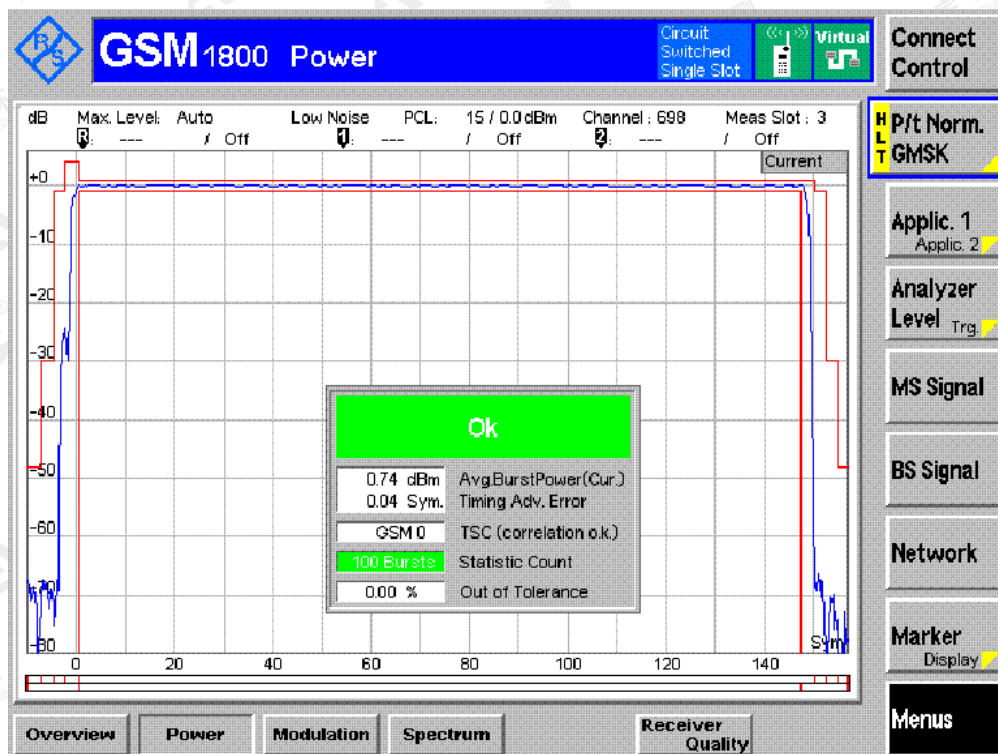 R S
GSM 1800 Power
Circuit Switched Single Slot
Virtual
Connect Control
dB Max. Level: Auto Low Noise PCL: 15 / 0.0 dBm Channel : 698 Meas Slot : 3
R: --- / Off 1: --- / Off 2: --- / Off
Current
+0
-10
-20
-30
-40
-50
-60
-70
-80
0 20 40 60 80 100 120 140
Sym
Ok
0.74 dBm Avg.BurstPower(Cur.)
0.04 Sym. Timing Adv. Error
GSM 0 TSC (correlation o.k.)
100 Bursts Statistic Count
0.00 % Out of Tolerance
HLT
P/t Norm. GMSK
Applic. 1
Applic. 2
Analyzer Level Trg.
MS Signal
BS Signal
Network
Marker
Display
Menus
Overview Power Modulation Spectrum Receiver Quality